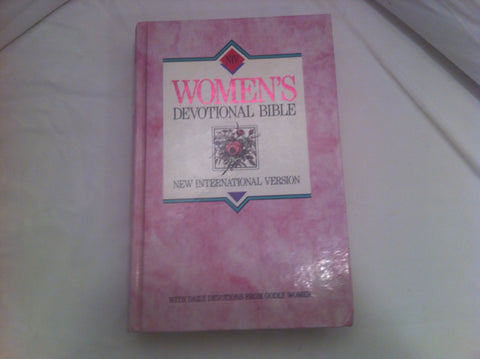 NIV
WOMEN'S
DEVOTIONAL BIBLE
NEW INTERNATIONAL VERSION
WITH DAILY DEVOTIONS FROM GODLY WOMEN